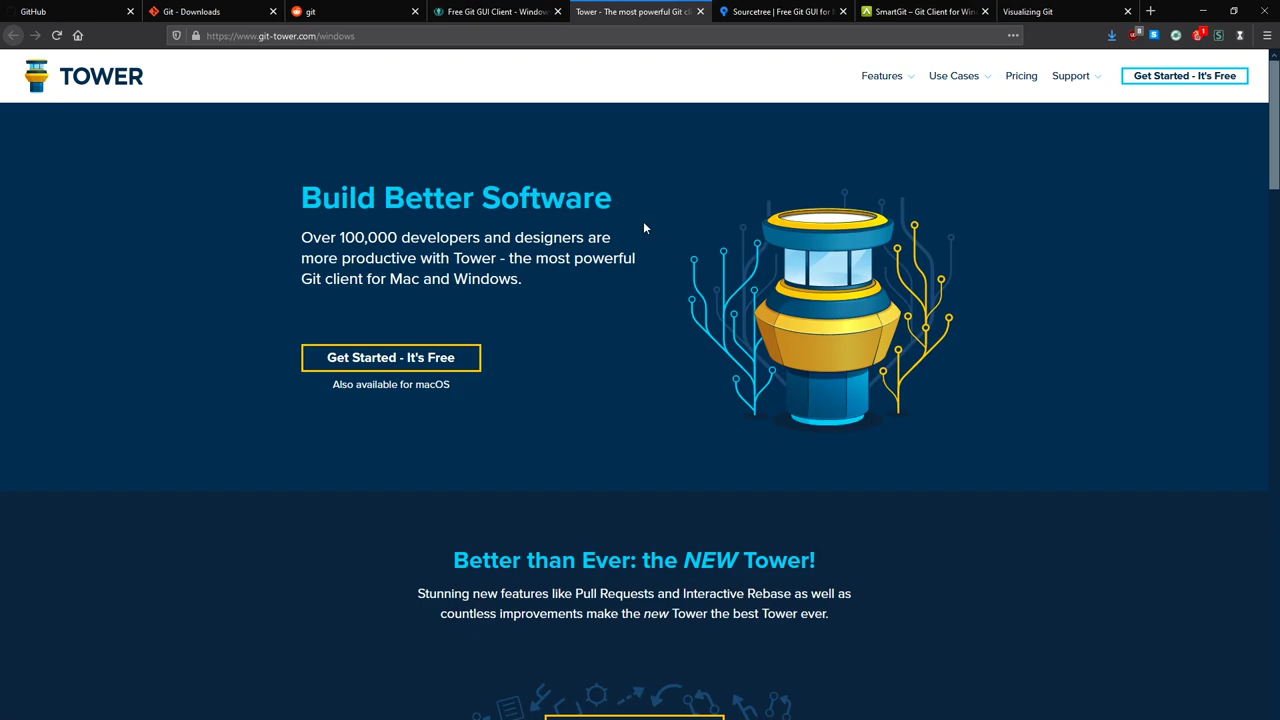 GitHub
Git - Downloads
git
Free Git GUI Client - Window
Tower - The most powerful Git cli
Sourcetree | Free Git GUI for
SmartGit – Git Client for Win
Visualizing Git
https://www.git-tower.com/windows
8
1
TOWER
Features
Use Cases
Pricing
Support
Get Started - It's Free
Build Better Software
Over 100,000 developers and designers are
more productive with Tower - the most powerful
Git client for Mac and Windows.
Get Started - It's Free
Also available for macOS
Better than Ever: the NEW Tower!
Stunning new features like Pull Requests and Interactive Rebase as well as
countless improvements make the new Tower the best Tower ever.